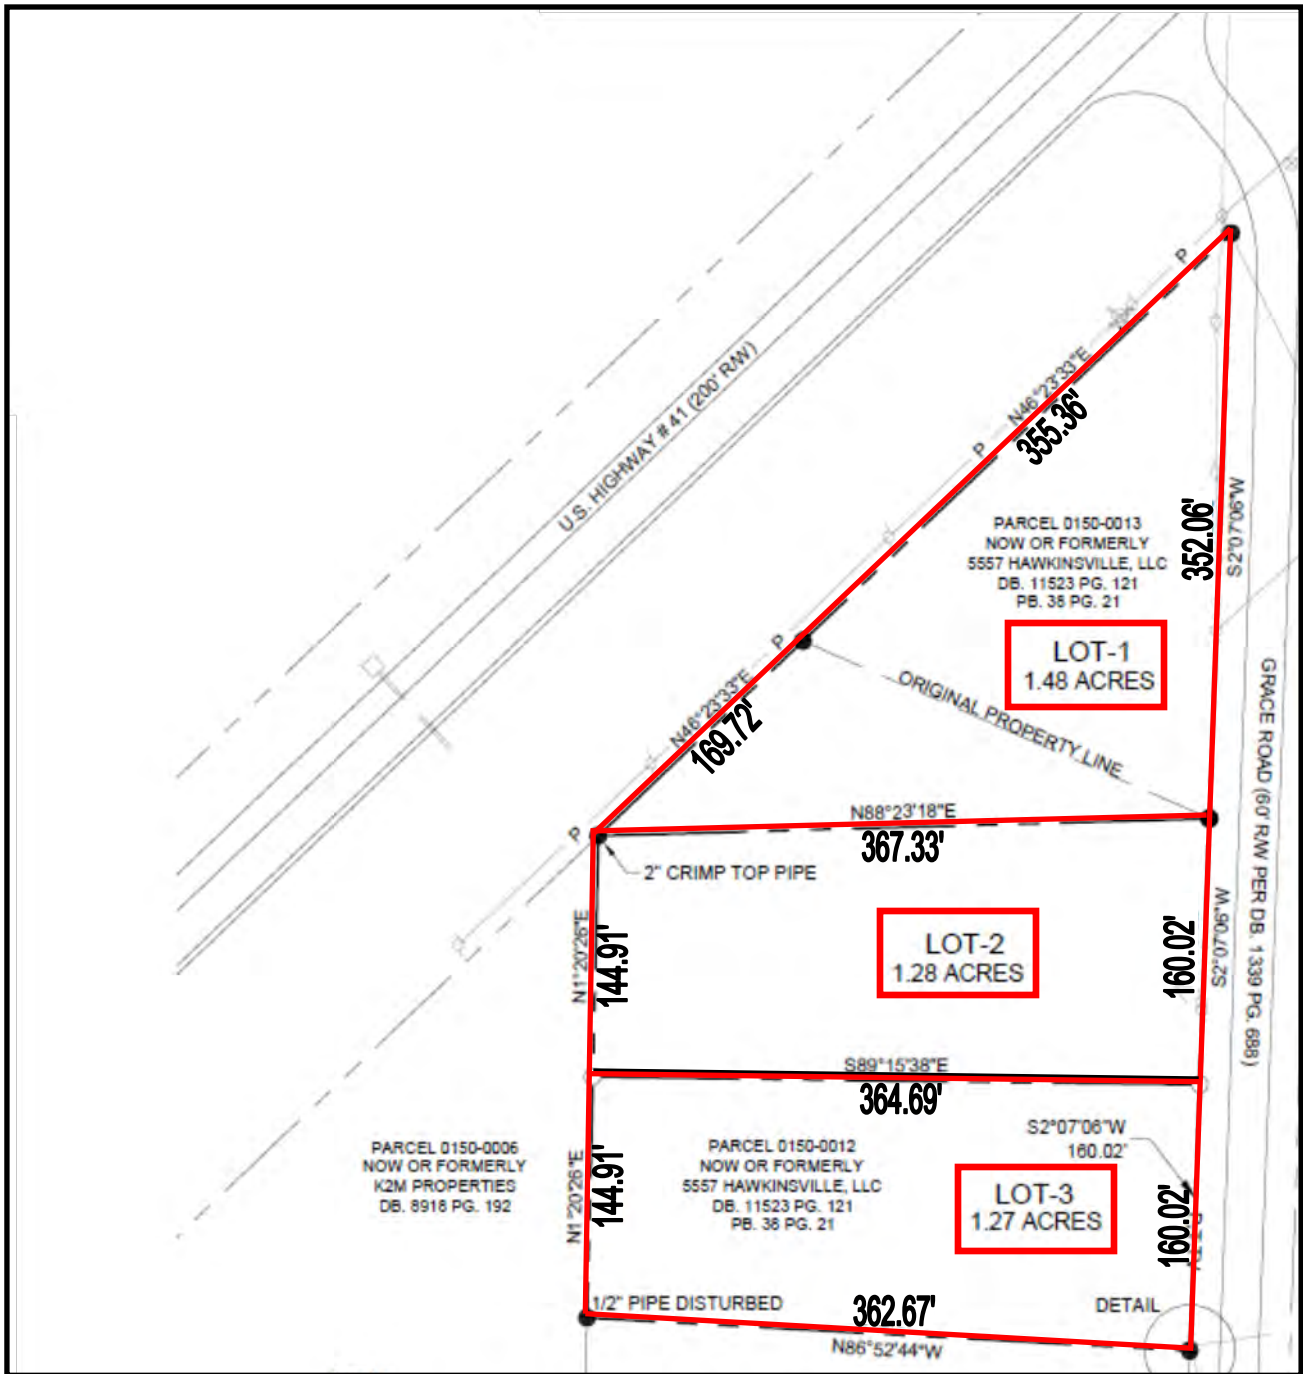 U.S. HIGHWAY # 41 (200' R/W)
P
N46°23'33"E
355.36'
P
S2°07'06"W
352.06'
PARCEL 0150-0013
NOW OR FORMERLY
5557 HAWKINSVILLE, LLC
DB. 11523 PG. 121
PB. 38 PG. 21
LOT-1
1.48 ACRES
P
N46°23'33"E
169.72'
ORIGINAL PROPERTY LINE
GRACE ROAD (60' R/W PER DB. 1339 PG. 688)
P
N88°23'18"E
367.33'
2" CRIMP TOP PIPE
N1°20'26"E
144.91'
LOT-2
1.28 ACRES
160.02'
S2°07'06"W
S89°15'38"E
364.69'
PARCEL 0150-0006
NOW OR FORMERLY
K2M PROPERTIES
DB. 8918 PG. 192
N1°20'26"E
144.91'
PARCEL 0150-0012
NOW OR FORMERLY
5557 HAWKINSVILLE, LLC
DB. 11523 PG. 121
PB. 38 PG. 21
S2°07'06"W
160.02'
LOT-3
1.27 ACRES
160.02'
1/2" PIPE DISTURBED
362.67'
N86°52'44"W
DETAIL